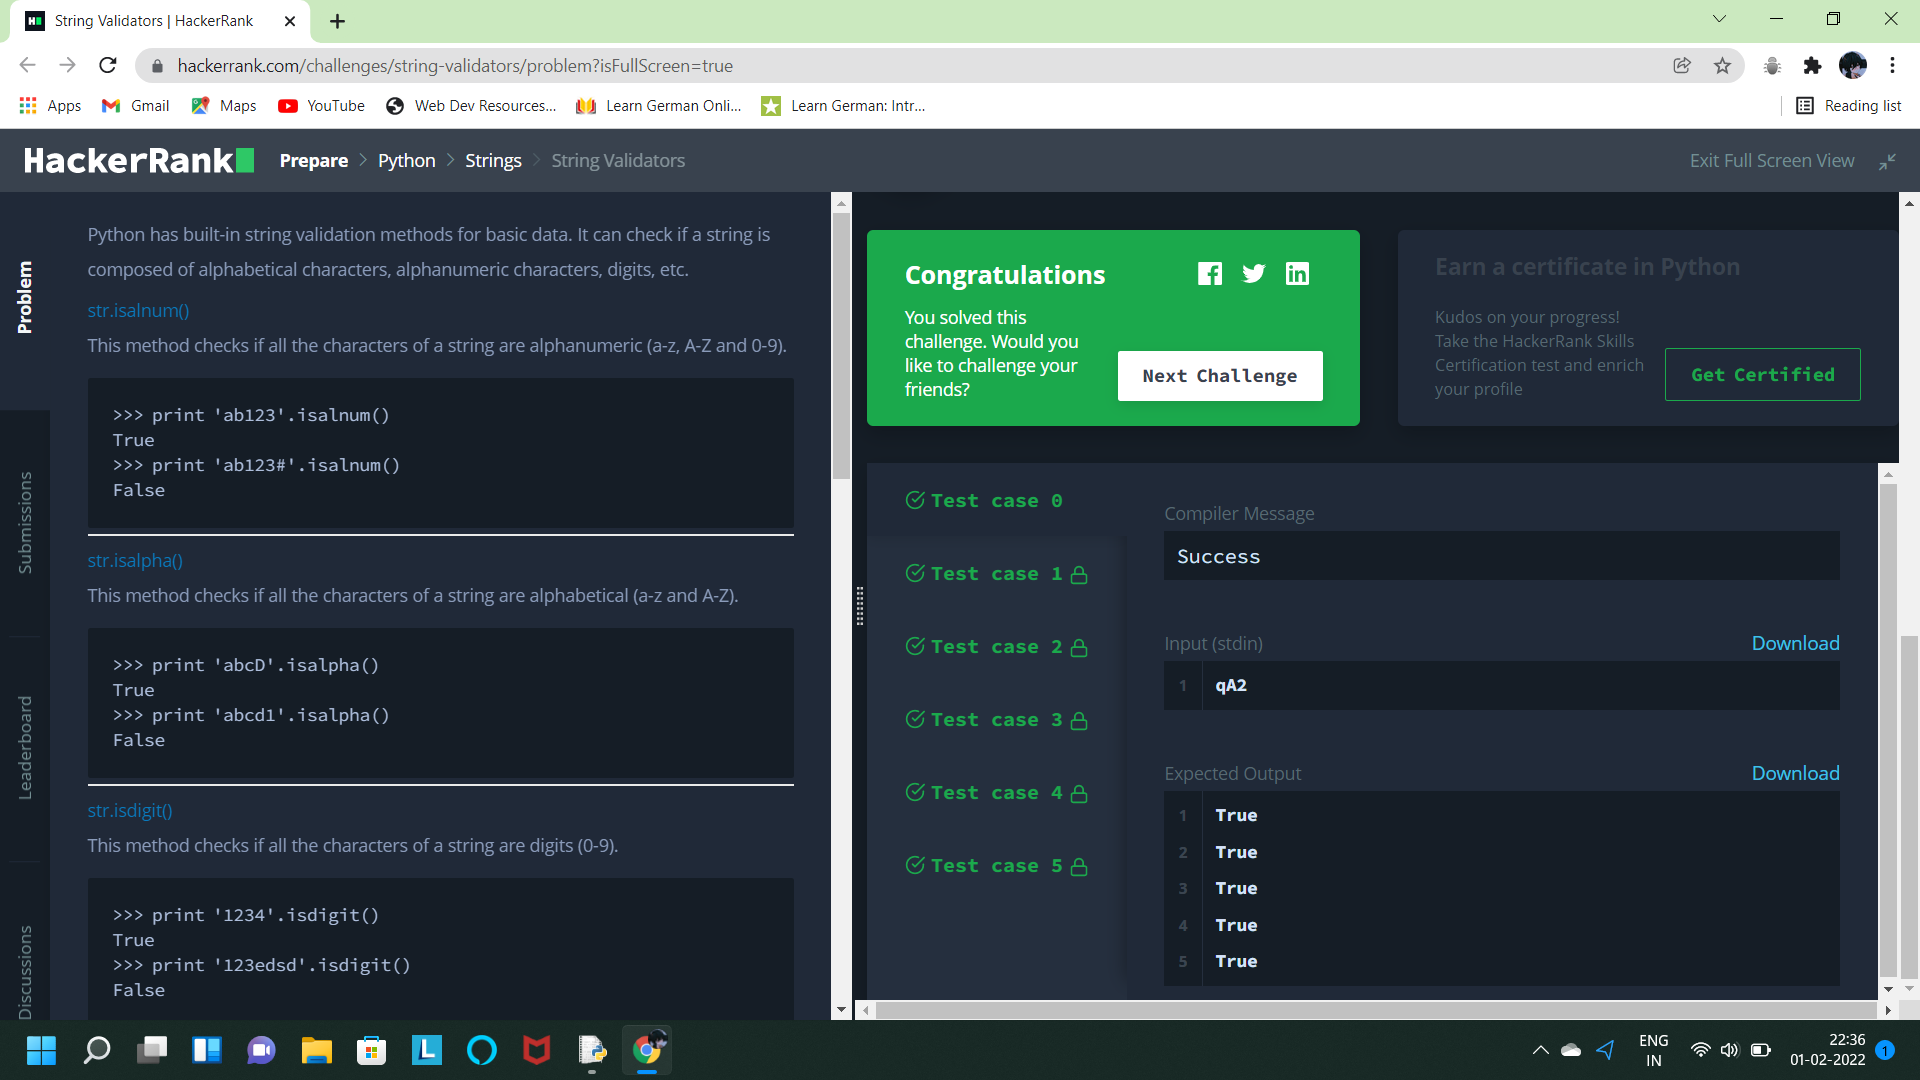 String Validators | HackerRank
hackerrank.com/challenges/string-validators/problem?isFullScreen=true
Apps
Gmail
Maps
YouTube
Web Dev Resources...
Learn German Onli...
Learn German: Intr...
Reading list
HackerRank
Prepare
Python
Strings
String Validators
Exit Full Screen View
Problem
Submissions
Leaderboard
Discussions
Python has built-in string validation methods for basic data. It can check if a string is
composed of alphabetical characters, alphanumeric characters, digits, etc.
str.isalnum()
This method checks if all the characters of a string are alphanumeric (a-z, A-Z and 0-9).
>>> print 'ab123'.isalnum()
True
>>> print 'ab123#'.isalnum()
False
str.isalpha()
This method checks if all the characters of a string are alphabetical (a-z and A-Z).
>>> print 'abcD'.isalpha()
True
>>> print 'abcd1'.isalpha()
False
str.isdigit()
This method checks if all the characters of a string are digits (0-9).
>>> print '1234'.isdigit()
True
>>> print '123edsd'.isdigit()
False
Congratulations
You solved this
challenge. Would you
like to challenge your
friends?
Next Challenge
Earn a certificate in Python
Kudos on your progress!
Take the HackerRank Skills
Certification test and enrich
your profile
Get Certified
Test case 0
Test case 1
Test case 2
Test case 3
Test case 4
Test case 5
Compiler Message
Success
Input (stdin)
Download
1 qA2
Expected Output
Download
1 True
2 True
3 True
4 True
5 True
ENG
IN
22:36
01-02-2022
1